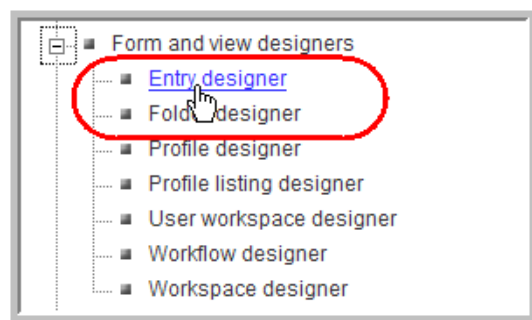 Form and view designers
Entry designer
Folder designer
Profile designer
Profile listing designer
User workspace designer
Workflow designer
Workspace designer